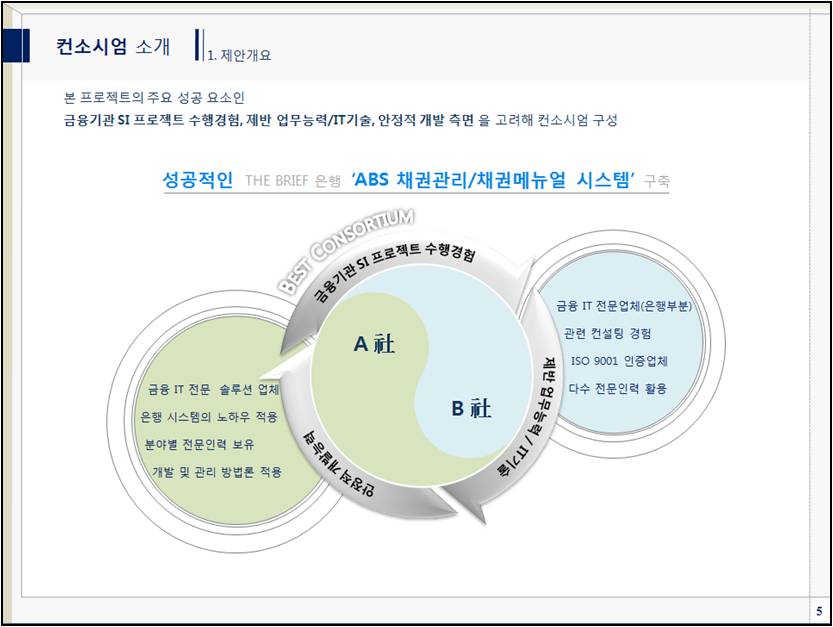 컨소시엄 소개
1. 제안개요
본 프로젝트의 주요 성공 요소인
금융기관 SI 프로젝트 수행경험, 제반 업무능력/IT기술, 안정적 개발 측면 을 고려해 컨소시엄 구성
성공적인 THE BRIEF 은행 ‘ABS 채권관리/채권메뉴얼 시스템’ 구축
BEST CONSORTIUM
금융기관 SI 프로젝트 수행경험
제반 업무능력 / IT기술
안정적 개발능력
A 社
B 社
금융 IT 전문 솔루션 업체
은행 시스템의 노하우 적용
분야별 전문인력 보유
개발 및 관리 방법론 적용
금융 IT 전문업체(은행부분)
관련 컨설팅 경험
ISO 9001 인증업체
다수 전문인력 활용
5